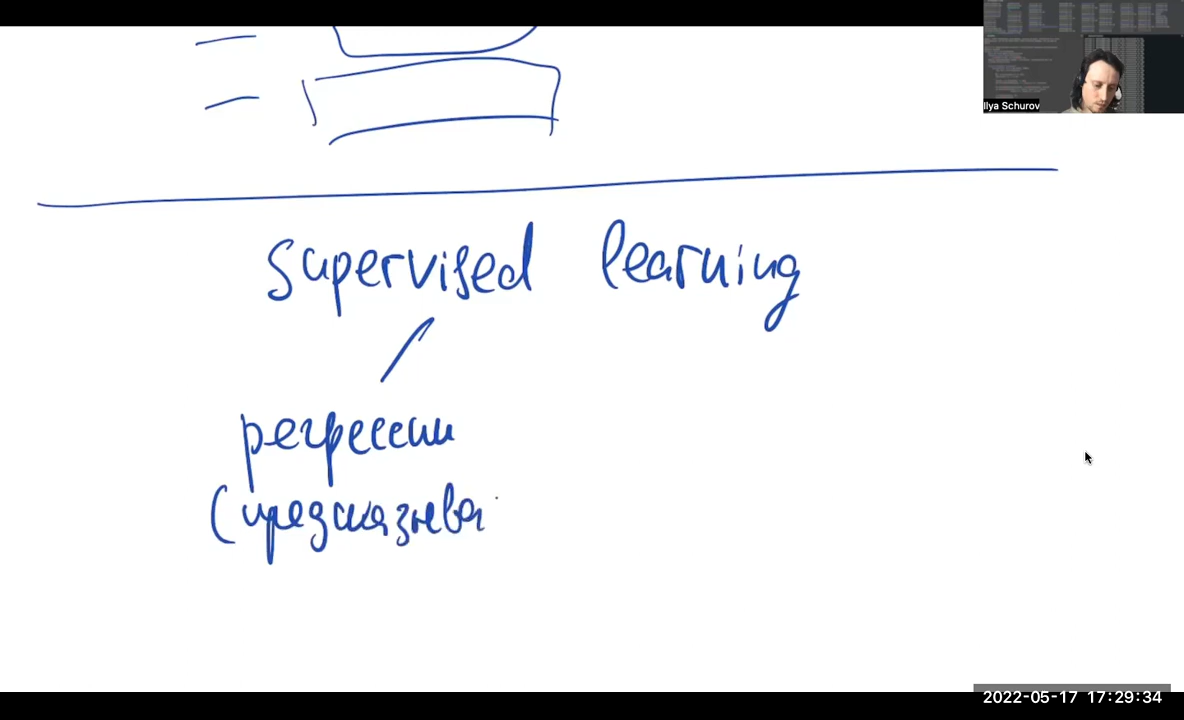 Ilya Schurov
supervised learning
регрессии
(предсказыва
2022-05-17 17:29:34